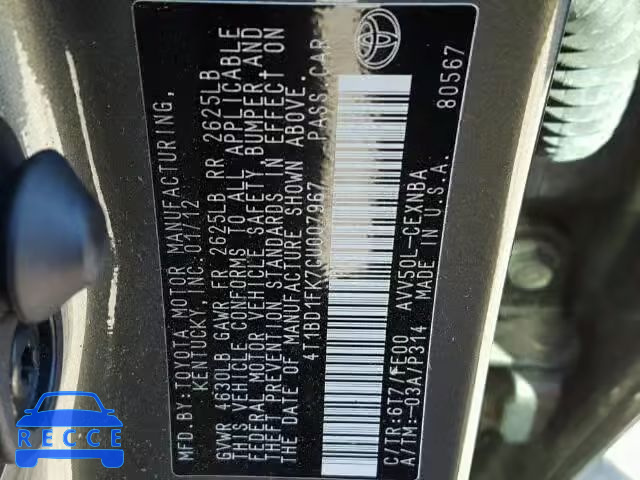 MFD.BY:TOYOTA MOTOR MANUFACTURING,
KENTUCKY, INC. 01/12
GVWR 4630LB GAWR FR 2625LB RR 2625LB
THIS VEHICLE CONFORMS TO ALL APPLICABLE
FEDERAL MOTOR VEHICLE SAFETY, BUMPER AND
THEFT PREVENTION STANDARDS IN EFFECT ON
THE DATE OF MANUFACTURE SHOWN ABOVE.
PASS.CAR
C/TR:6T7/ AVV50L-CEXNBA
A/TM:-03A/P314 MADE IN U.S.A.
80567
RECCE